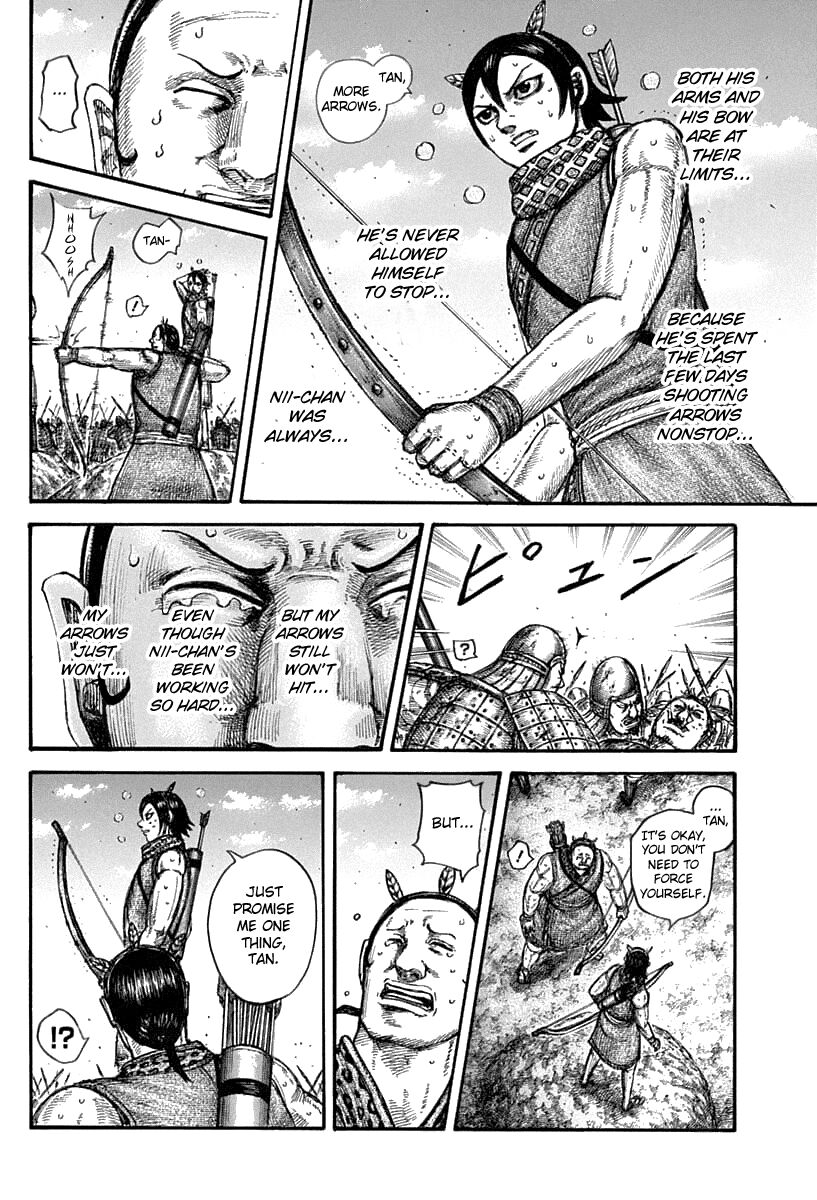 BOTH HIS
ARMS AND
HIS BOW
ARE AT
THEIR
LIMITS...
TAN,
MORE
ARROWS.
BECAUSE
HE'S SPENT
THE LAST
FEW DAYS
SHOOTING
ARROWS
NONSTOP...
HE'S NEVER
ALLOWED
HIMSELF
TO STOP...
NII-CHAN
WAS
ALWAYS...
...
TAN-
WHOOSH
!
ピュン
?
BUT MY
ARROWS
STILL
WON'T
HIT...
EVEN
THOUGH
NII-CHAN'S
BEEN
WORKING
SO HARD...
MY
ARROWS
JUST
WON'T...
...
TAN,
IT'S OKAY,
YOU DON'T
NEED TO
FORCE
YOURSELF.
!
BUT...
JUST
PROMISE
ME ONE
THING,
TAN.
!?